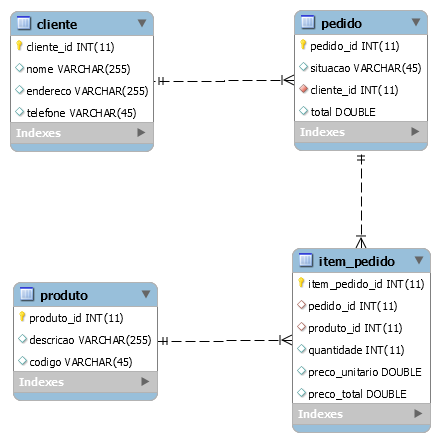 cliente
cliente_id INT(11)
nome VARCHAR(255)
endereco VARCHAR(255)
telefone VARCHAR(45)
Indexes
pedido
pedido_id INT(11)
situacao VARCHAR(45)
cliente_id INT(11)
total DOUBLE
Indexes
produto
produto_id INT(11)
descricao VARCHAR(255)
codigo VARCHAR(45)
Indexes
item_pedido
item_pedido_id INT(11)
pedido_id INT(11)
produto_id INT(11)
quantidade INT(11)
preco_unitario DOUBLE
preco_total DOUBLE
Indexes